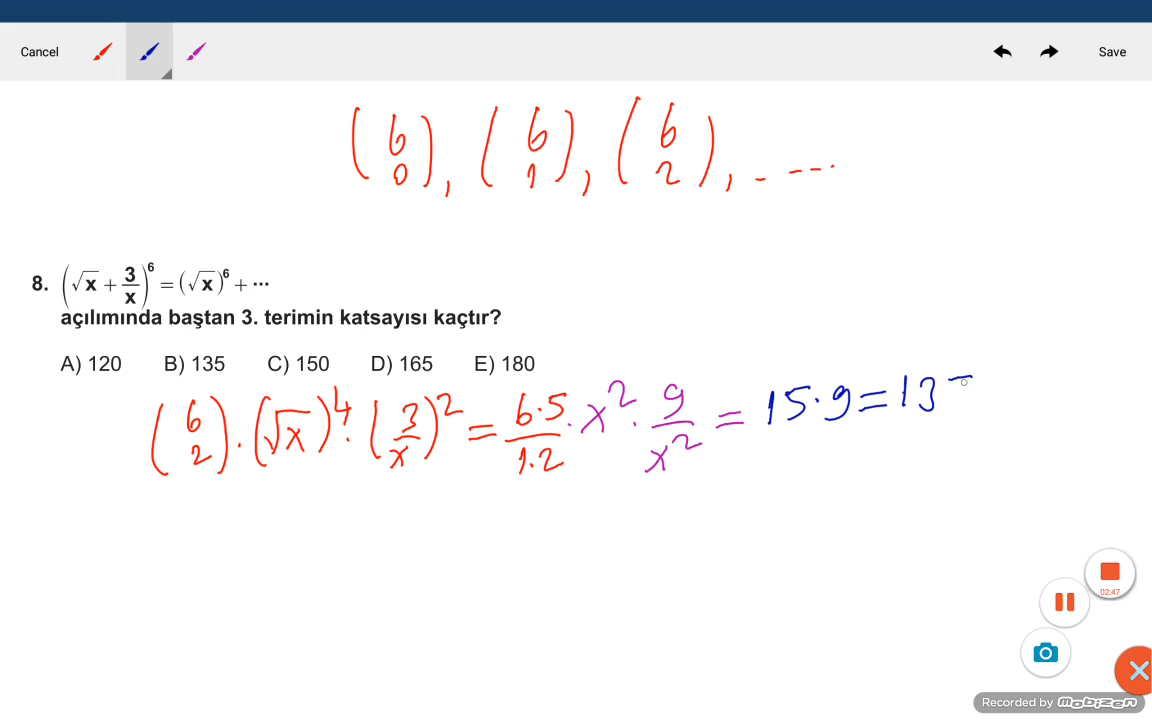 Cancel Save
(6 0), (6 1), (6 2), . ....
8. (√x + 3/x)^6 = (√x)^6 + ...
açılımında baştan 3. terimin katsayısı kaçtır?
A) 120 B) 135 C) 150 D) 165 E) 180
(6 2) . (√x)^4 . (3/x)^2 = 6.5/1.2 . x^2 . 9/x^2 = 15.9=13
02:47
Recorded by mobizen